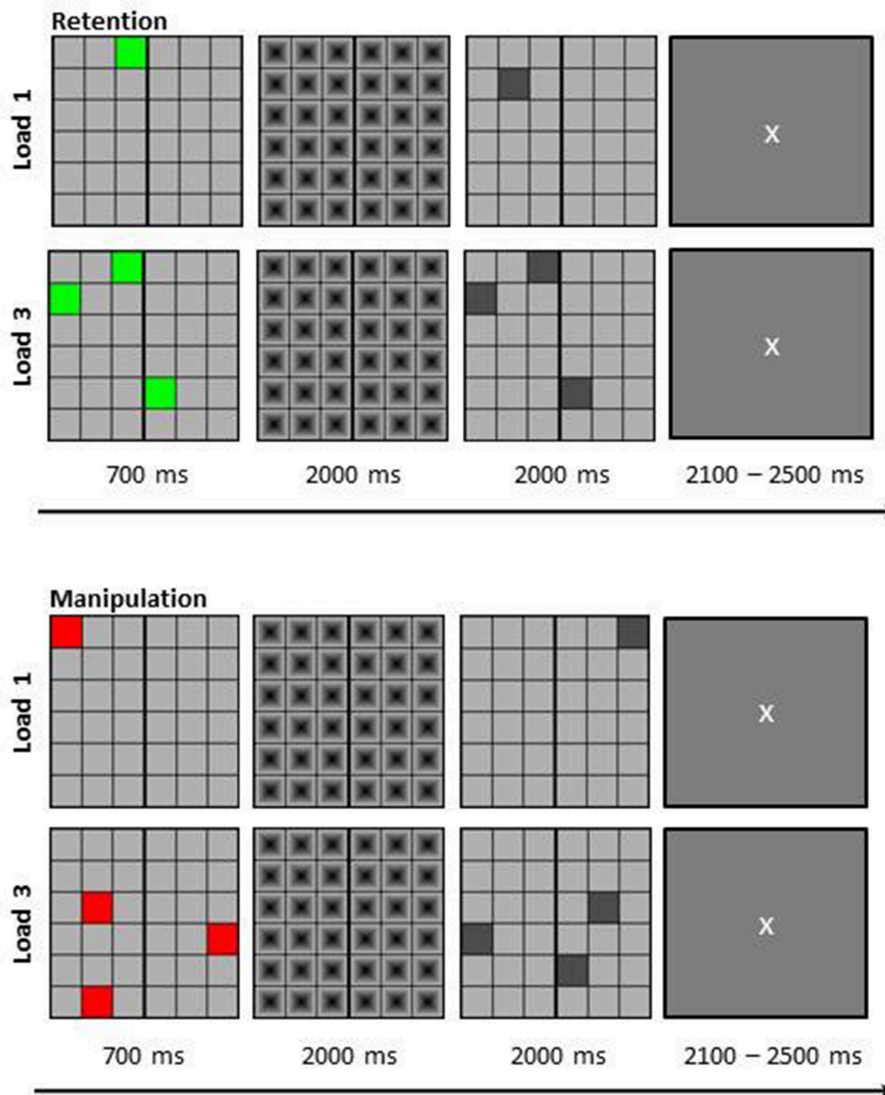 Retention
Load 1
X
Load 3
X
700 ms 2000 ms 2000 ms 2100 – 2500 ms
Manipulation
Load 1
X
Load 3
X
700 ms 2000 ms 2000 ms 2100 – 2500 ms